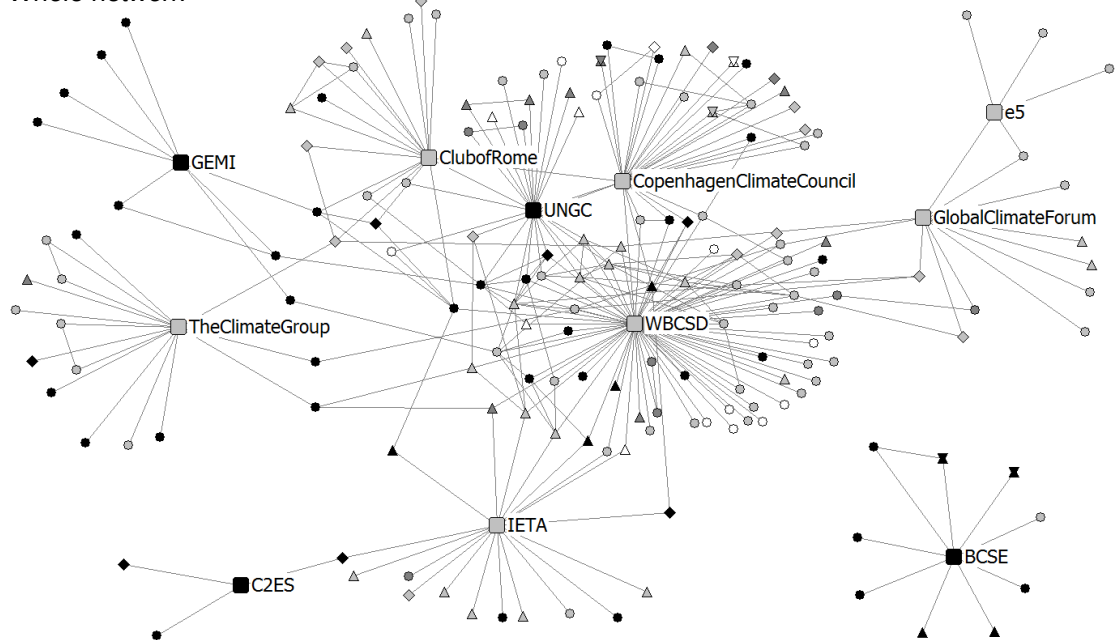 Whole network
e5
ClubofRome
GEMI
CopenhagenClimateCouncil
UNGC
GlobalClimateForum
TheClimateGroup
WBCSD
IETA
BCSE
C2ES